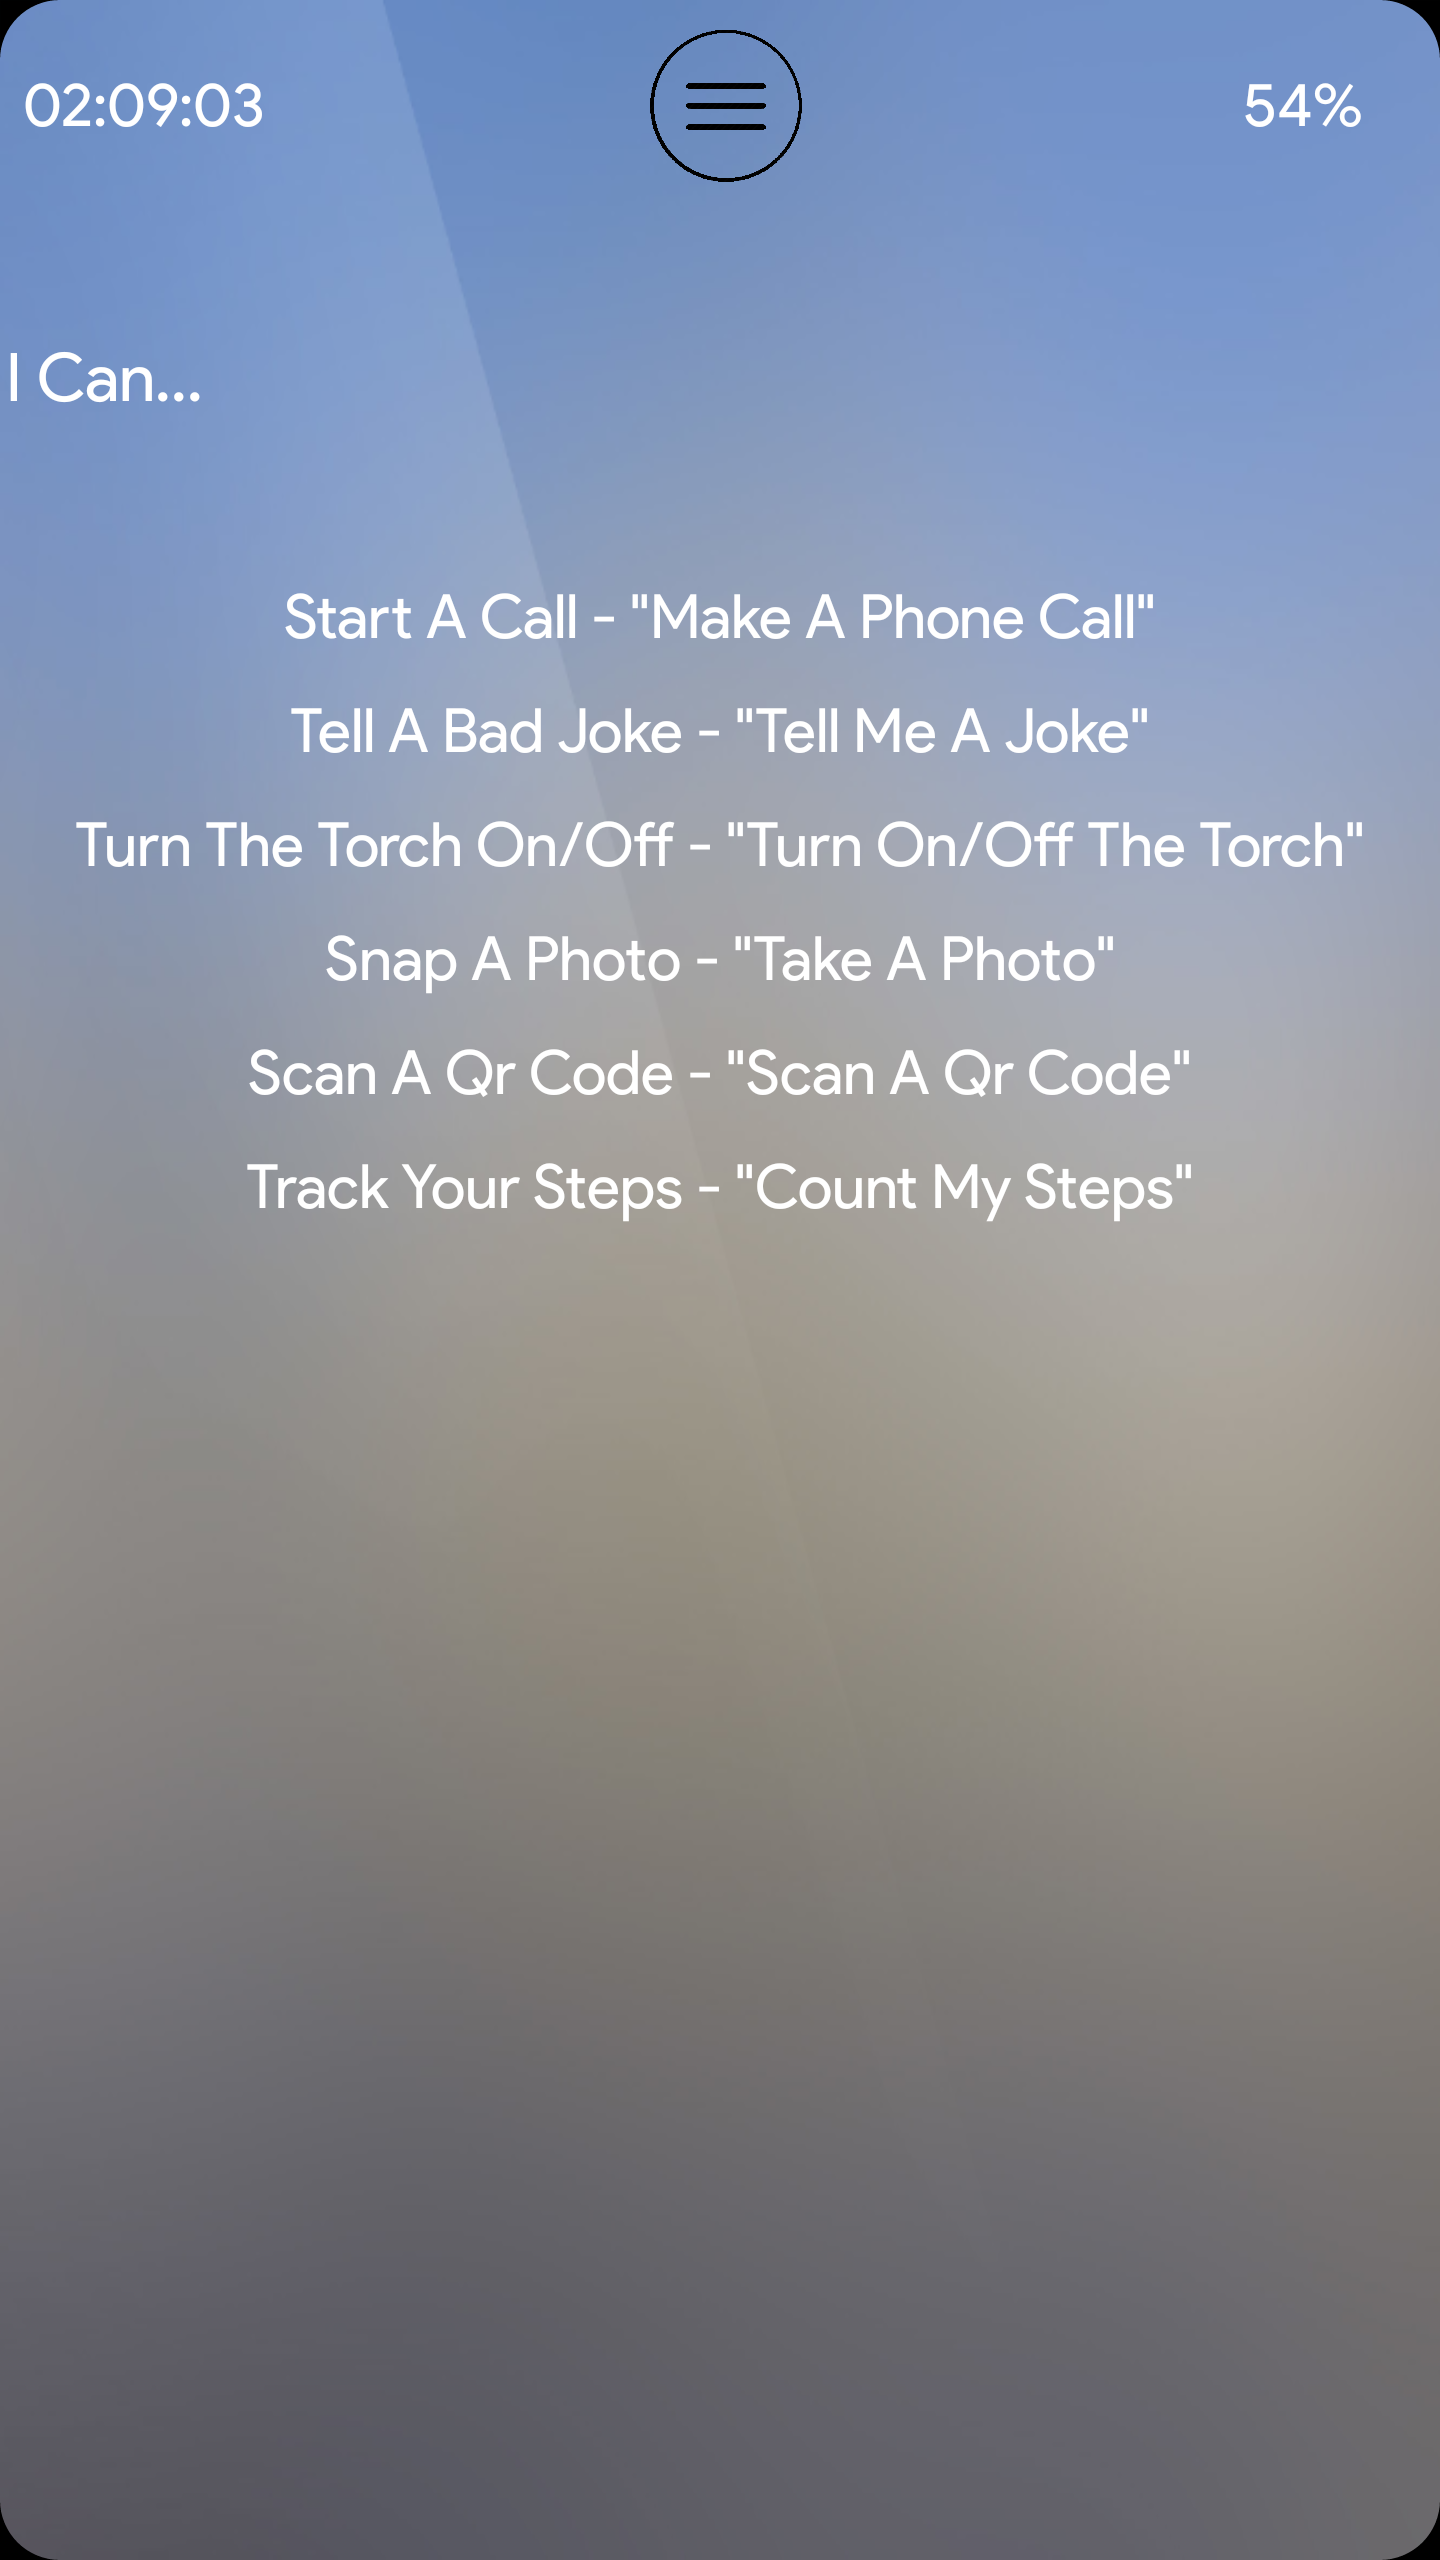 02:09:03
54%
I Can...
Start A Call - "Make A Phone Call"
Tell A Bad Joke - "Tell Me A Joke"
Turn The Torch On/Off - "Turn On/Off The Torch"
Snap A Photo - "Take A Photo"
Scan A Qr Code - "Scan A Qr Code"
Track Your Steps - "Count My Steps"